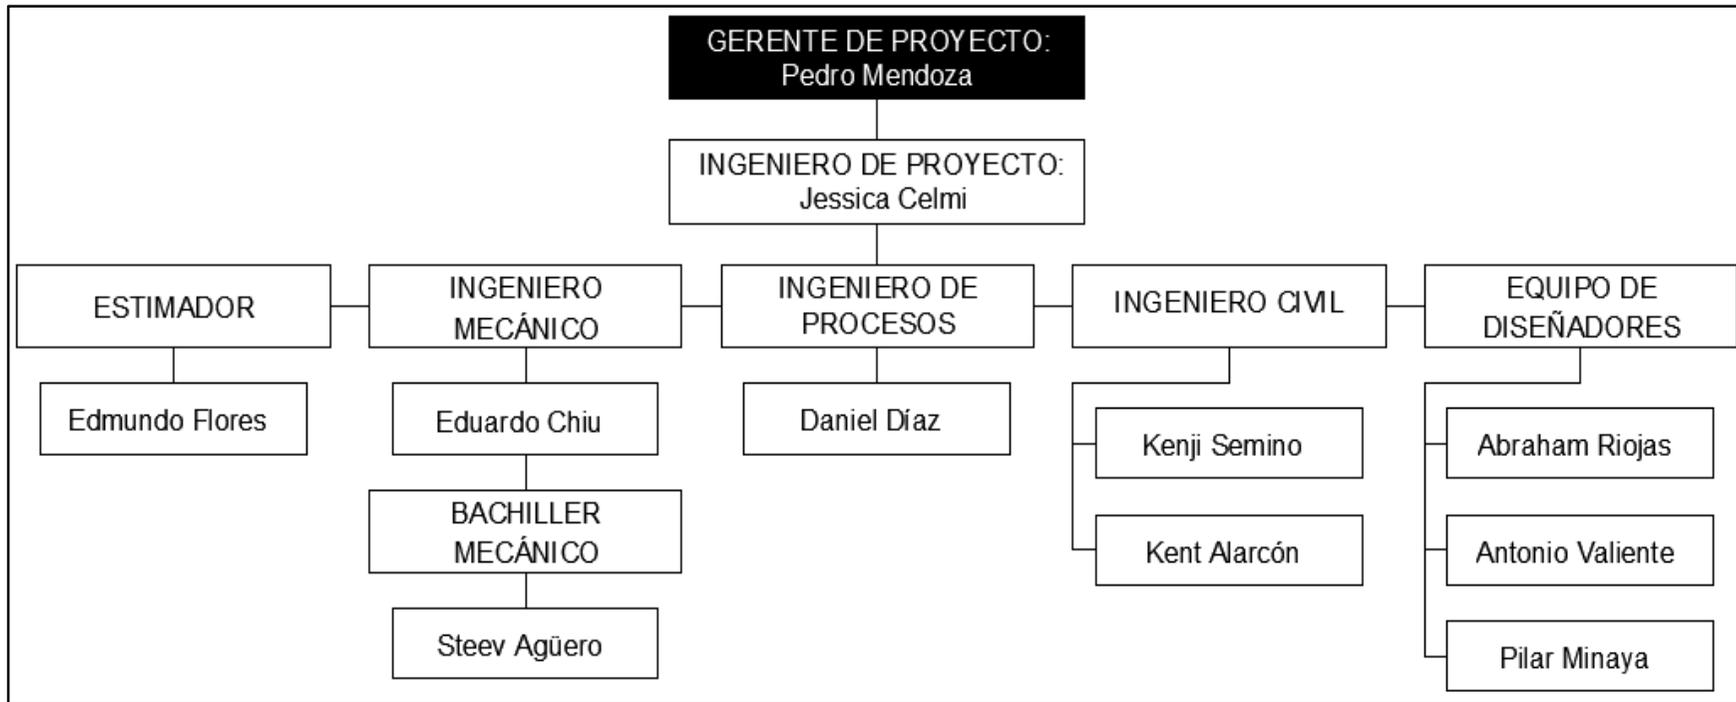 GERENTE DE PROYECTO:
Pedro Mendoza
INGENIERO DE PROYECTO:
Jessica Celmi
ESTIMADOR
INGENIERO
MECÁNICO
INGENIERO DE
PROCESOS
INGENIERO CIVIL
EQUIPO DE
DISEÑADORES
Edmundo Flores
Eduardo Chiu
Daniel Díaz
Kenji Semino
Abraham Riojas
BACHILLER
MECÁNICO
Kent Alarcón
Antonio Valiente
Steev Agüero
Pilar Minaya